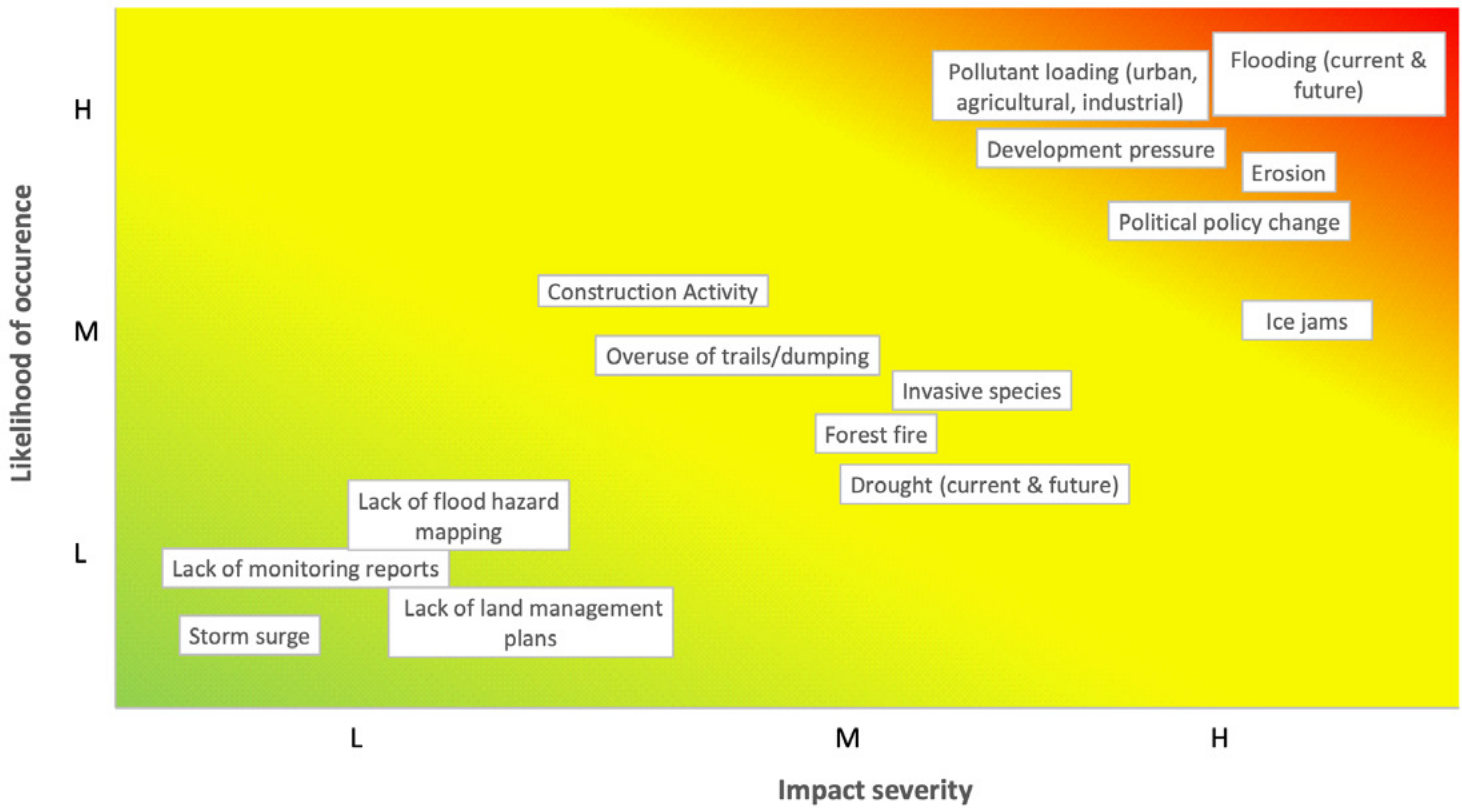 Pollutant loading (urban,
agricultural, industrial)
Flooding (current &
future)
H
Development pressure
Erosion
Political policy change
Construction Activity
Ice jams
M
Overuse of trails/dumping
Invasive species
Forest fire
Drought (current & future)
Lack of flood hazard
mapping
L
Lack of monitoring reports
Lack of land management
plans
Storm surge
Likelihood of occurence
L
M
H
Impact severity